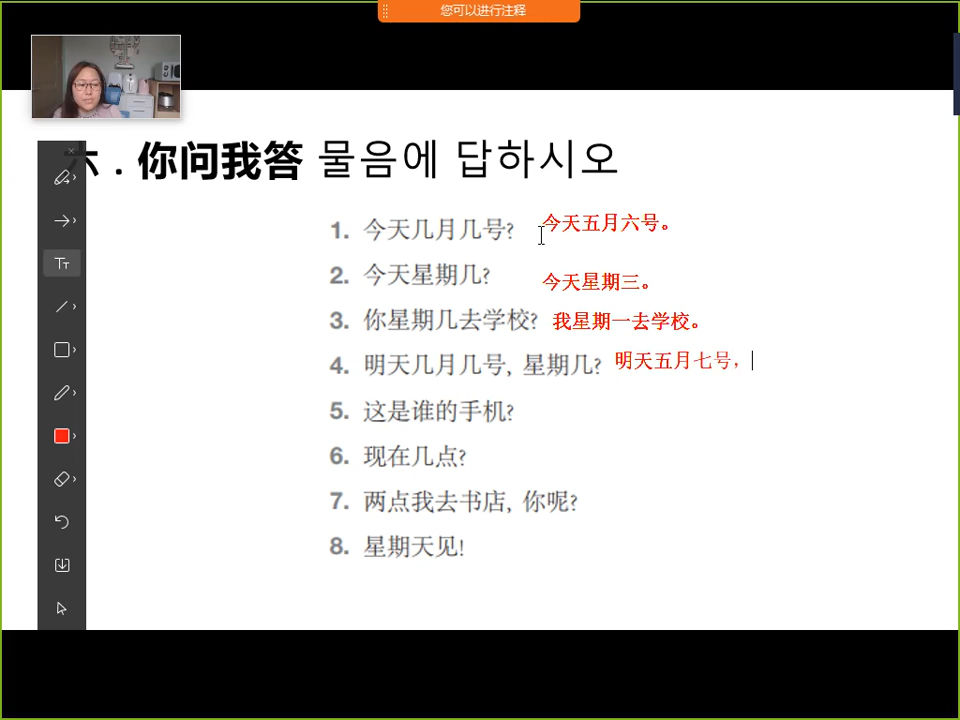 您可以进行注释
六 . 你问我答 물음에 답하시오
1. 今天几月几号? 今天五月六号。
2. 今天星期几? 今天星期三。
3. 你星期几去学校? 我星期一去学校。
4. 明天几月几号, 星期几? 明天五月七号，
5. 这是谁的手机?
6. 现在几点?
7. 两点我去书店, 你呢?
8. 星期天见!